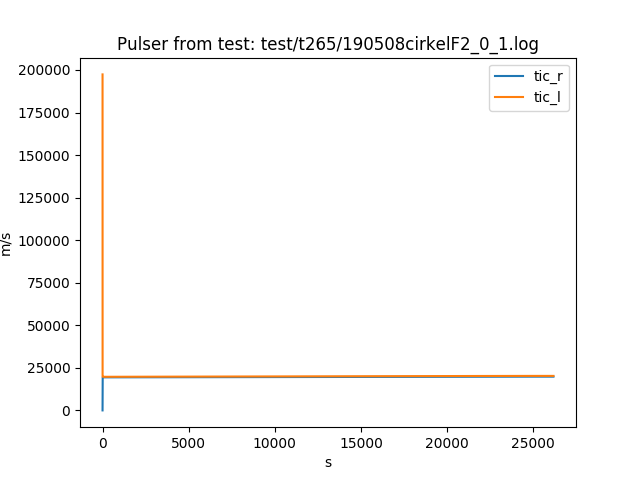 Pulser from test: test/t265/190508cirkelF2_0_1.log
tic_r
tic_l
200000
175000
150000
125000
100000
75000
50000
25000
0
m/s
0 5000 10000 15000 20000 25000
s